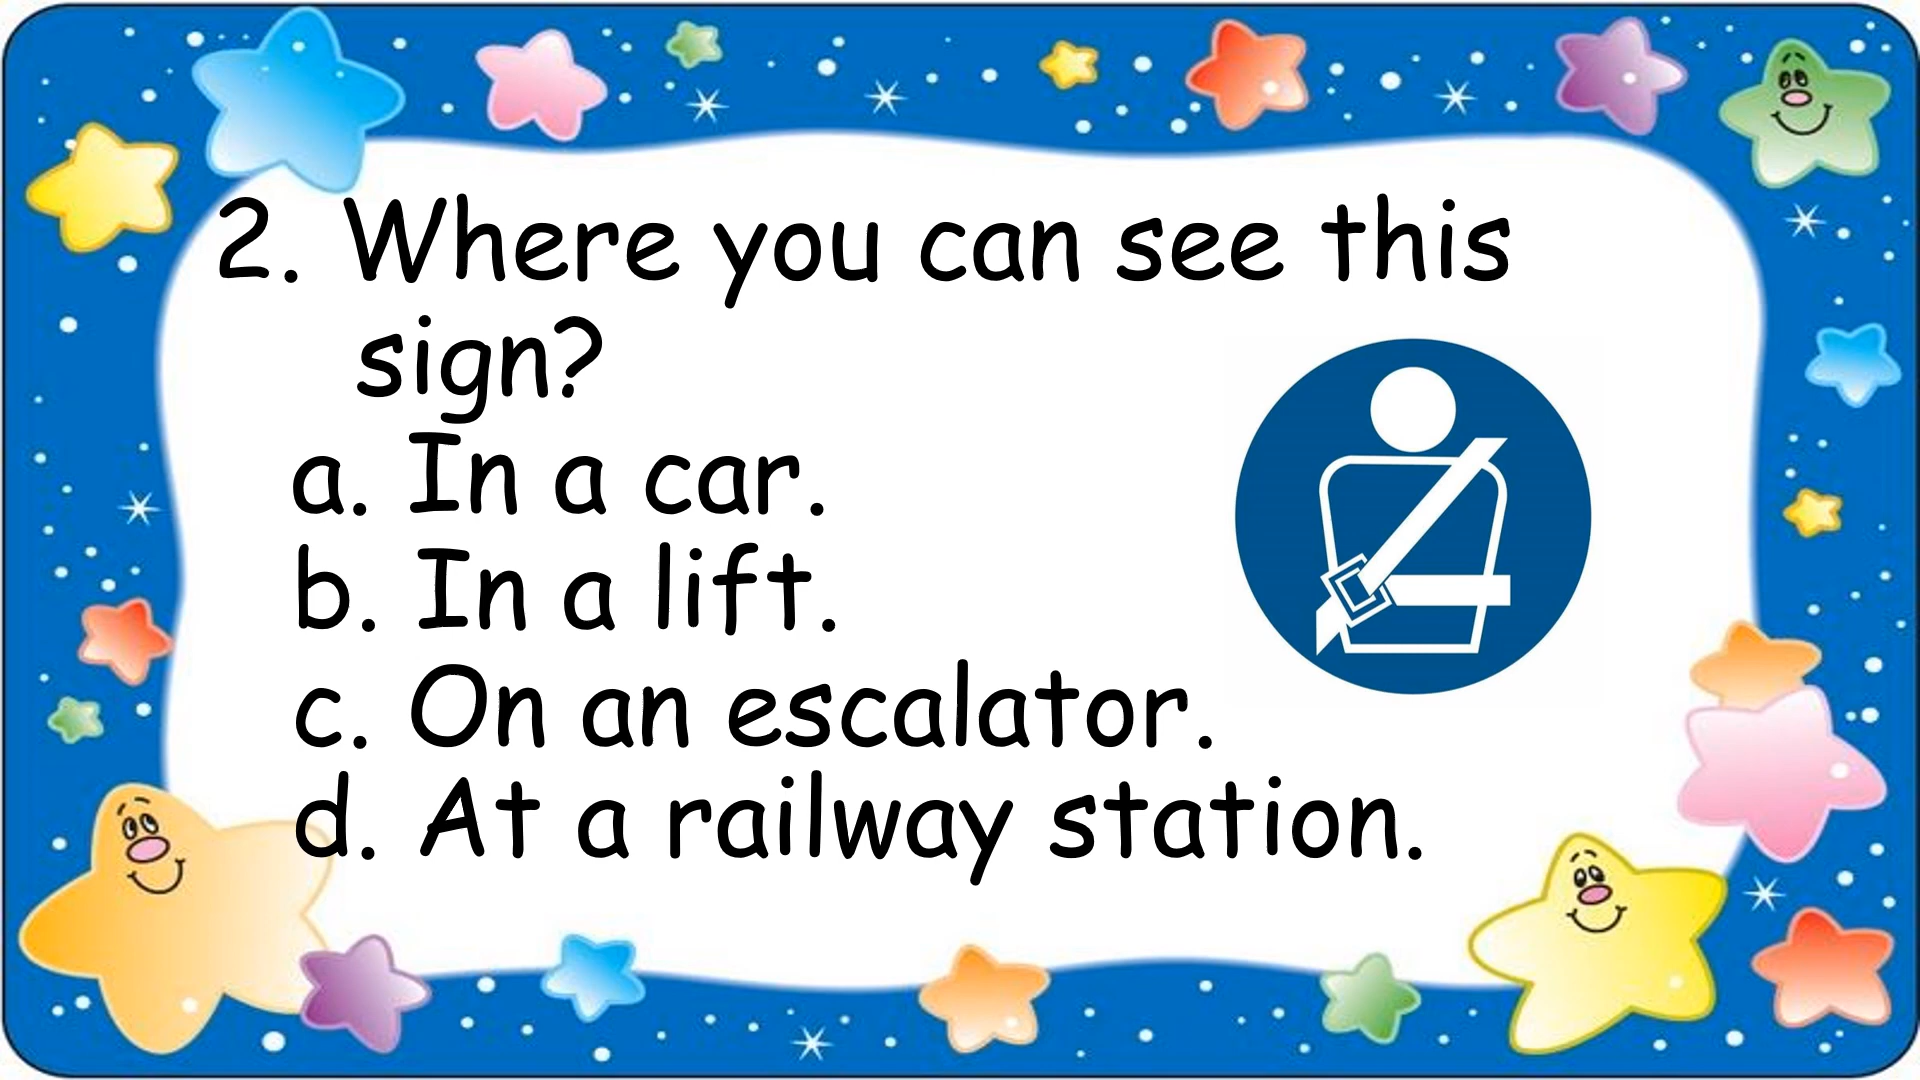 2. Where you can see this
sign?
a. In a car.
b. In a lift.
c. On an escalator.
d. At a railway station.